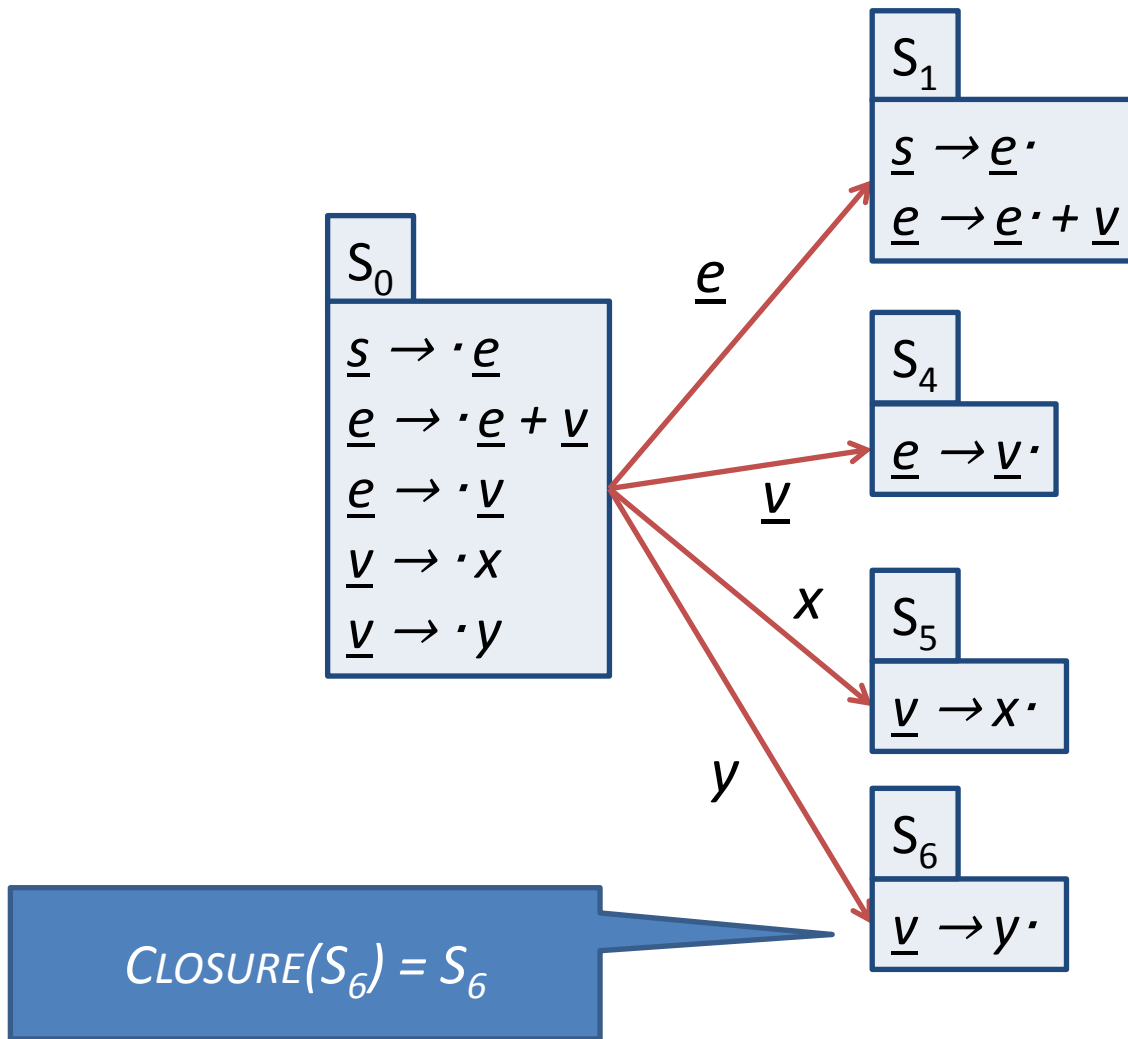 S₀
s → · e
e → · e + v
e → · v
v → · x
v → · y
e
v
x
y
S₁
s → e ·
e → e · + v
S₄
e → v ·
S₅
v → x ·
S₆
v → y ·
CLOSURE(S₆) = S₆